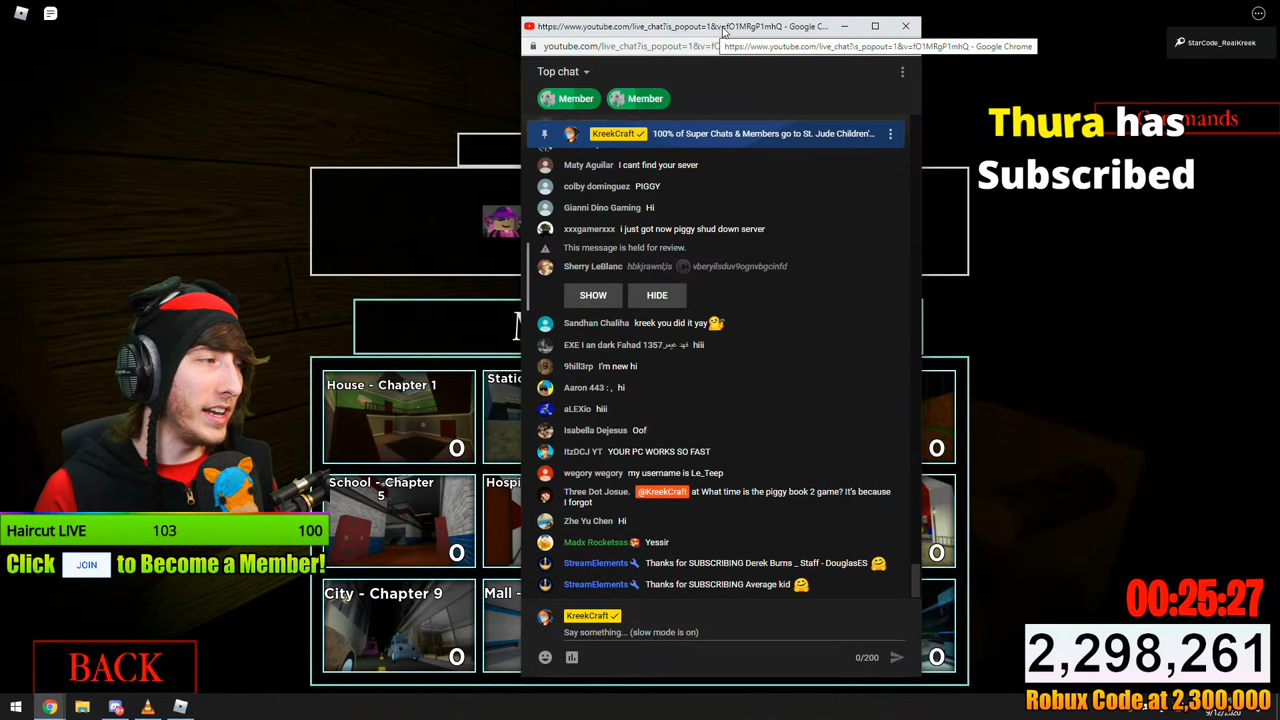 https://www.youtube.com/live_chat?is_popout=1&v=fO1MRgP1mhQ - Google C...
youtube.com/live_chat?is_popout=1&v=fO
https://www.youtube.com/live_chat?is_popout=1&v=fO1MRgP1mhQ - Google Chrome
StarCode_RealKreek
Top chat
Member Member
KreekCraft 100% of Super Chats & Members go to St. Jude Children'...
Thura has
Subscribed
Maty Aguilar I cant find your sever
colby dominguez PIGGY
Gianni Dino Gaming Hi
xxxgamerxxx i just got now piggy shud down server
This message is held for review.
Sherry LeBlanc hbkjrawnl;is vberyilsduv9ognvbgcinfd
SHOW HIDE
Sandhan Chaliha kreek you did it yay
EXE I an dark Fahad 1357 فهد عمر hiii
9hill3rp I'm new hi
Aaron 443 : , hi
aLEXio hiii
Isabella Dejesus Oof
ItzDCJ YT YOUR PC WORKS SO FAST
wegory wegory my username is Le_Teep
Three Dot Josue. @KreekCraft at What time is the piggy book 2 game? It's because
I forgot
Zhe Yu Chen Hi
Madx Rocketsss Yessir
StreamElements Thanks for SUBSCRIBING Derek Burns _ Staff - DouglasES
StreamElements Thanks for SUBSCRIBING Average kid
KreekCraft
Say something... (slow mode is on)
0/200
House - Chapter 1
0
School - Chapter
5
0
City - Chapter 9
0
Mall -
0
0
0
Haircut LIVE 103 100
Click JOIN to Become a Member!
BACK
00:25:27
2,298,261
Robux Code at 2,300,000
9/12/2020